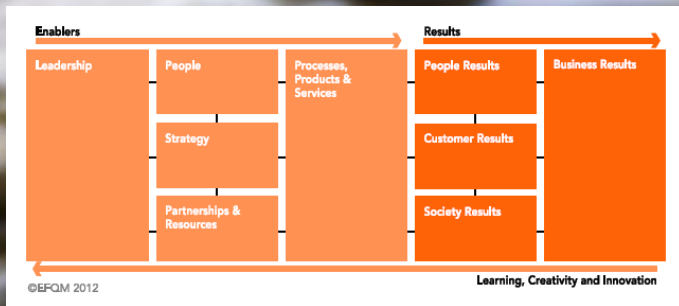 Enablers
Results
Leadership
People
Processes,
Products &
Services
People Results
Business Results
Strategy
Customer Results
Partnerships &
Resources
Society Results
Learning, Creativity and Innovation
©EFQM 2012